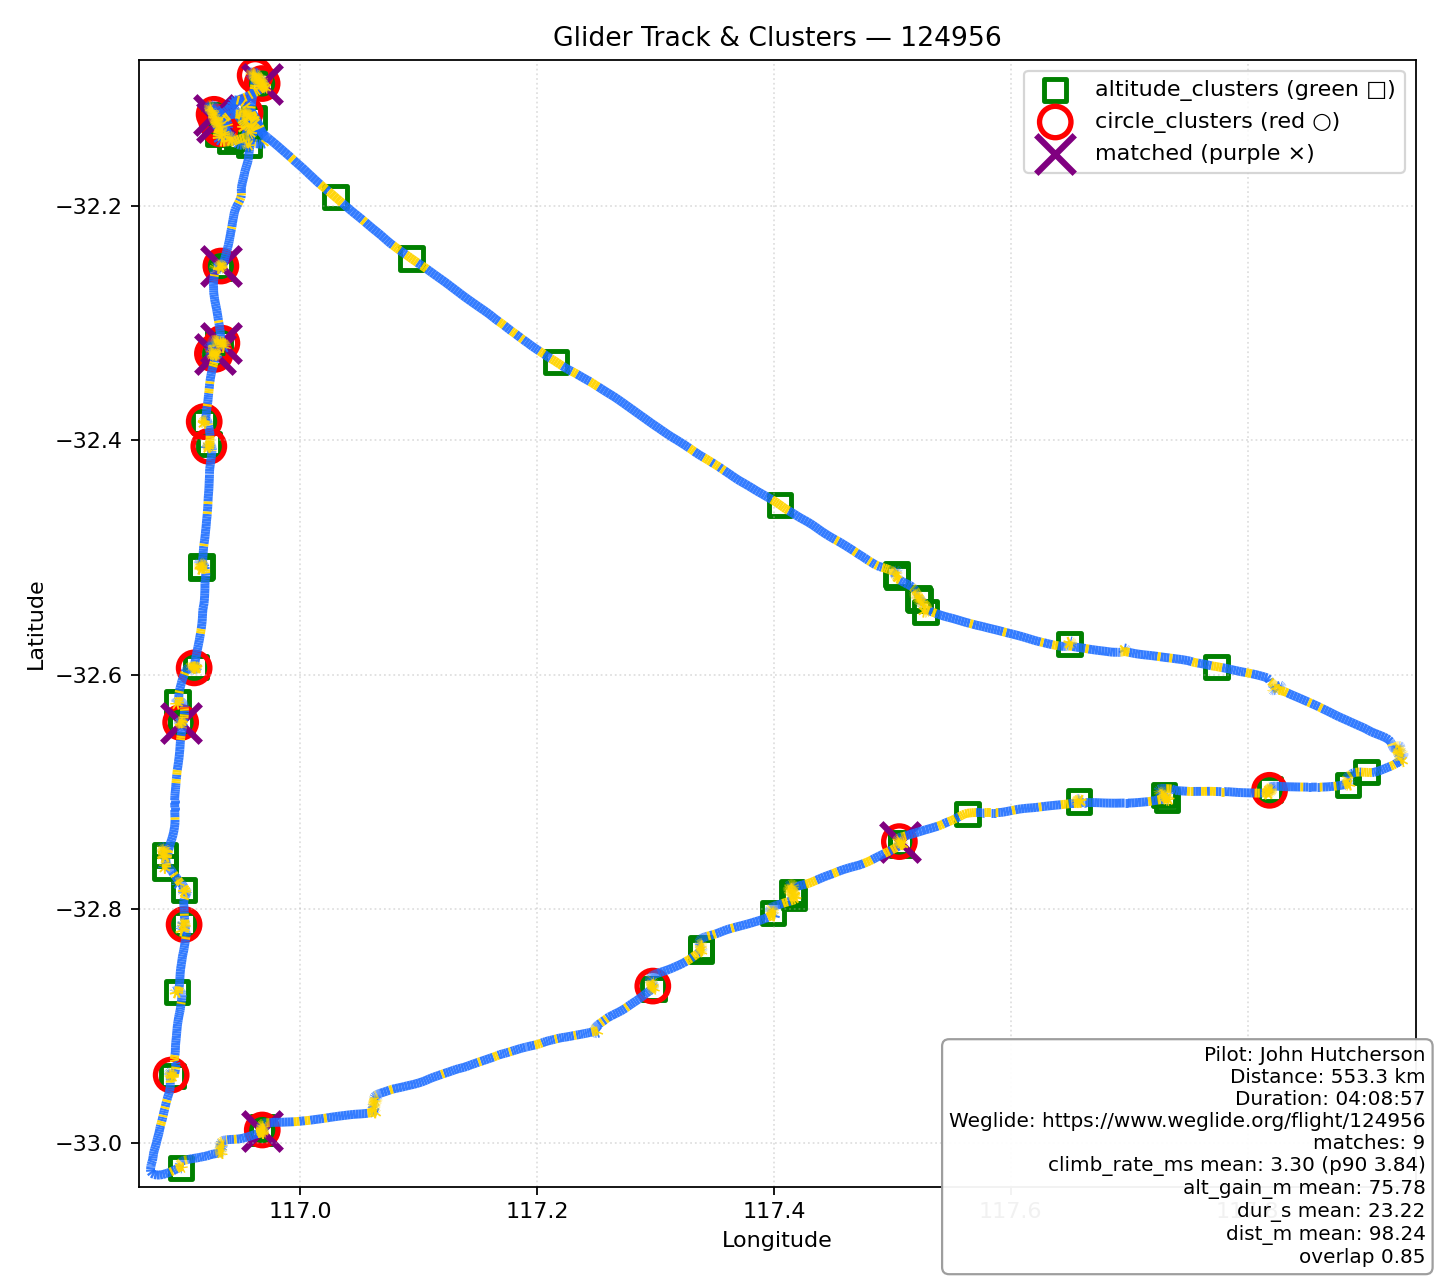 Glider Track & Clusters — 124956
altitude_clusters (green □)
circle_clusters (red ○)
matched (purple ×)
−32.2
−32.4
−32.6
−32.8
−33.0
Latitude
117.0
117.2
117.4
117.6
Longitude
Pilot: John Hutcherson
Distance: 553.3 km
Duration: 04:08:57
Weglide: https://www.weglide.org/flight/124956
matches: 9
climb_rate_ms mean: 3.30 (p90 3.84)
alt_gain_m mean: 75.78
dur_s mean: 23.22
dist_m mean: 98.24
overlap 0.85